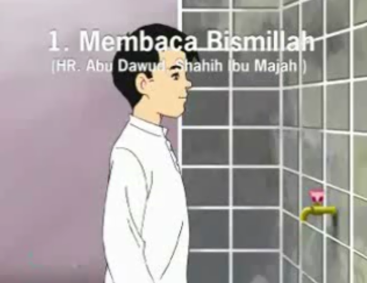 1. Membaca Bismillah
(HR. Abu Dawud, Shahih Ibu Majah )